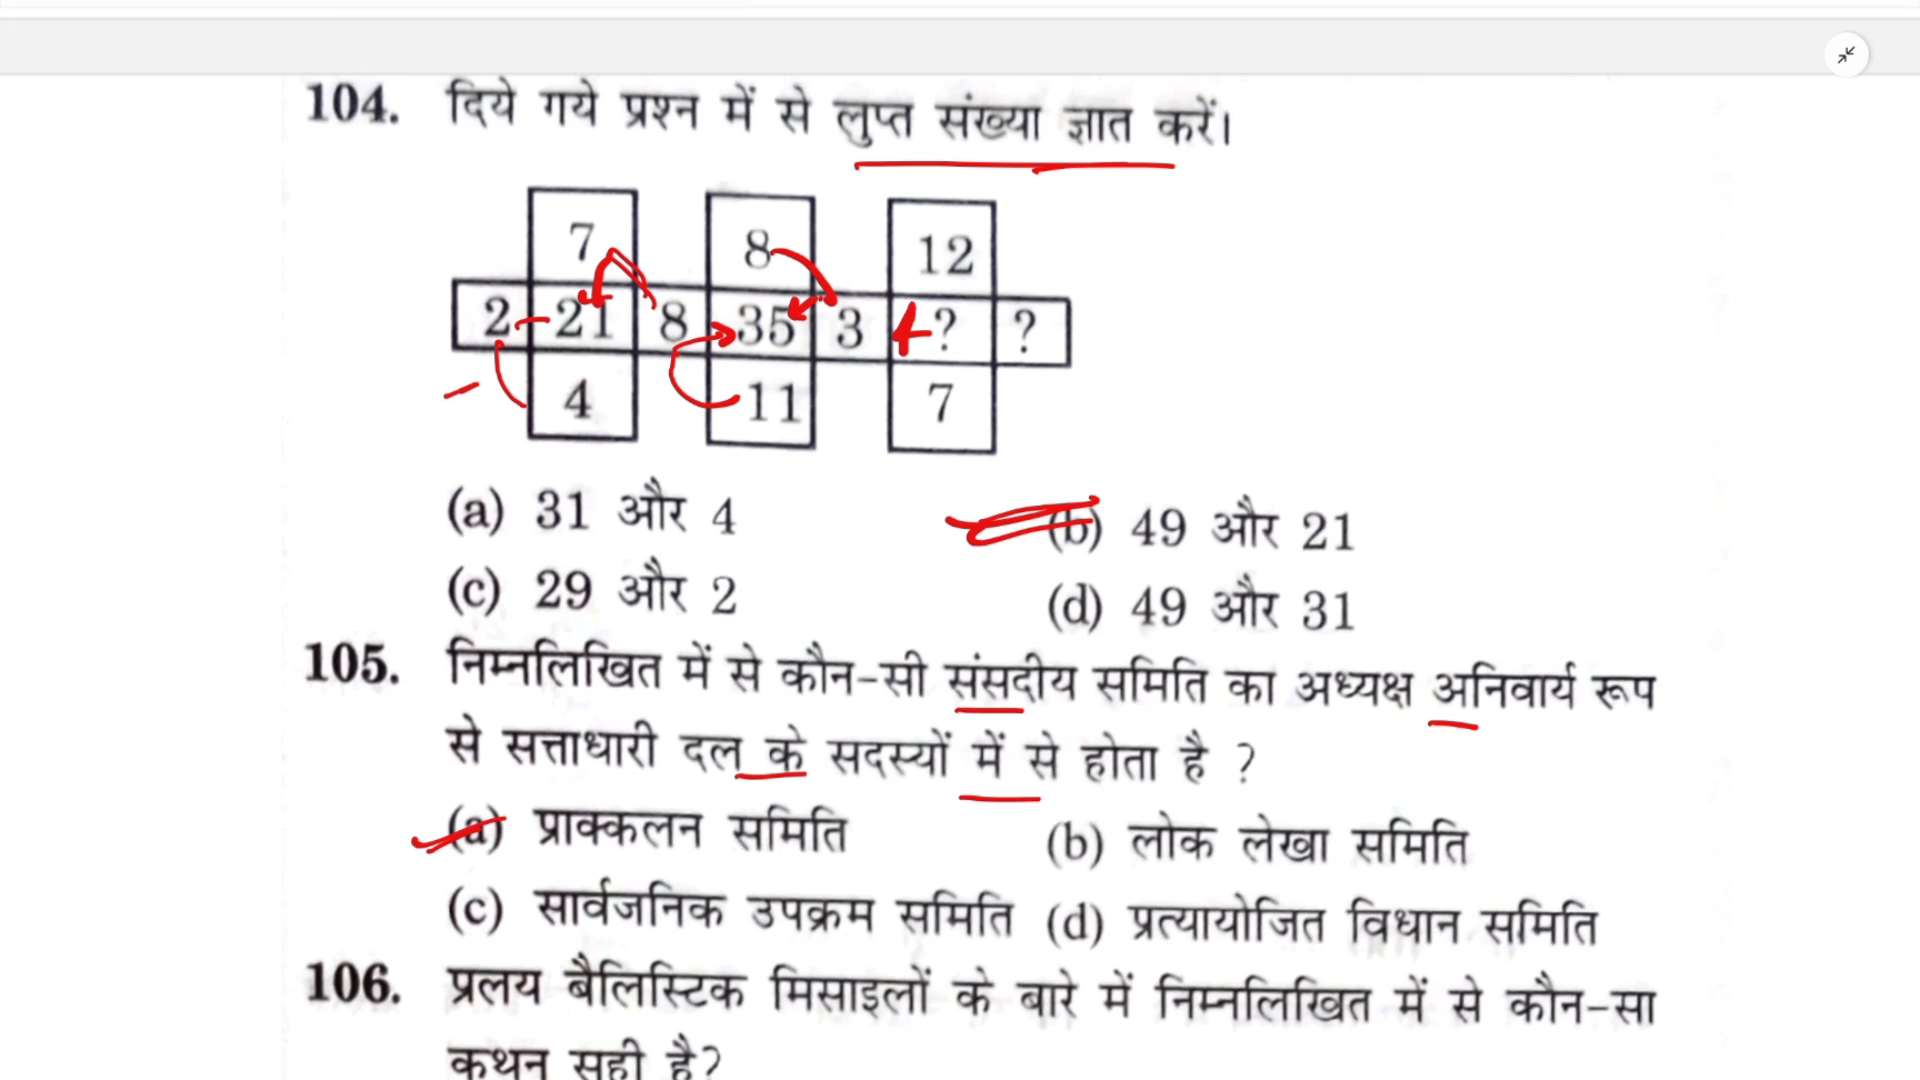 104. दिये गये प्रश्न में से लुप्त संख्या ज्ञात करें।
7 8 12
2 21 8 35 3 ? ?
4 11 7
(a) 31 और 4 (b) 49 और 21
(c) 29 और 2 (d) 49 और 31
105. निम्नलिखित में से कौन-सी संसदीय समिति का अध्यक्ष अनिवार्य रूप
से सत्ताधारी दल के सदस्यों में से होता है ?
(a) प्राक्कलन समिति (b) लोक लेखा समिति
(c) सार्वजनिक उपक्रम समिति (d) प्रत्यायोजित विधान समिति
106. प्रलय बैलिस्टिक मिसाइलों के बारे में निम्नलिखित में से कौन-सा
कथन सही है?